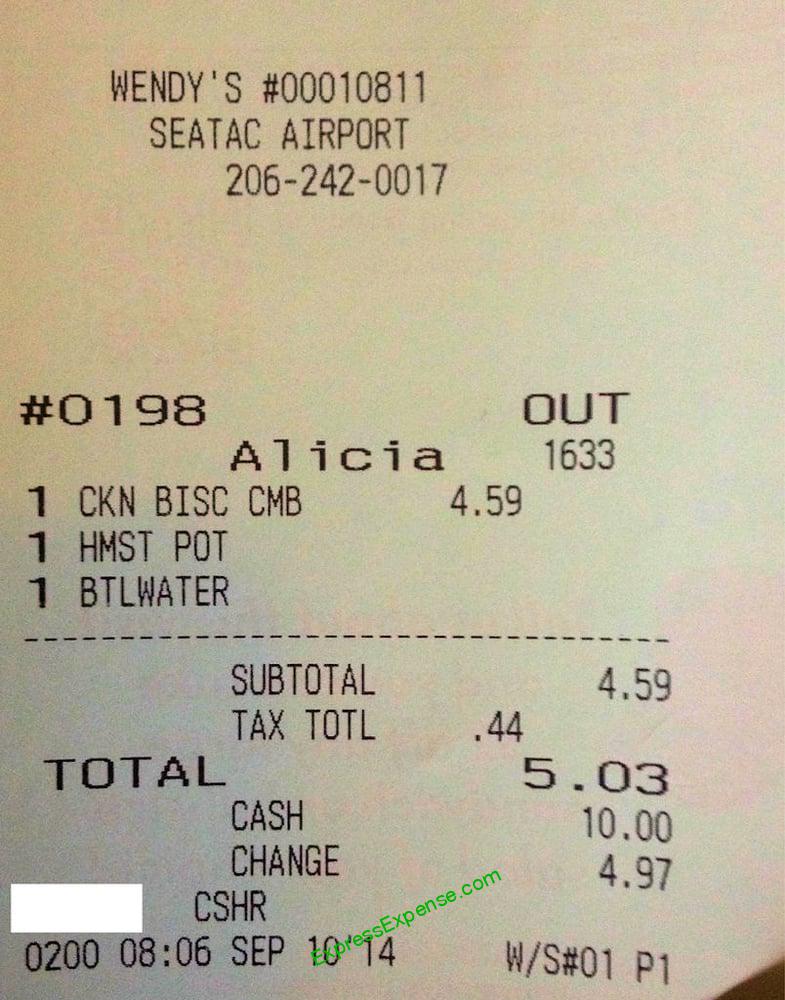 WENDY'S #00010811
SEATAC AIRPORT
206-242-0017
#0198 OUT
Alicia 1633
1 CKN BISC CMB 4.59
1 HMST POT
1 BTLWATER
--------------------------------
SUBTOTAL 4.59
TAX TOTL .44
TOTAL 5.03
CASH 10.00
CHANGE 4.97
CSHR
0200 08:06 SEP 10'14 W/S#01 P1
ExpressExpense.com